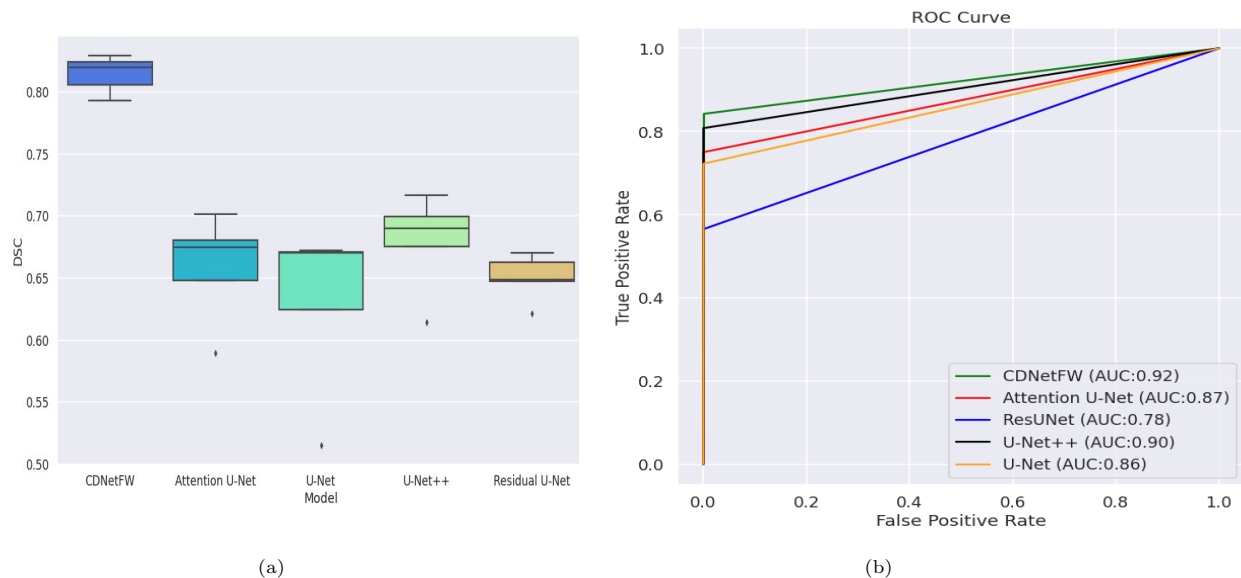 0.80
0.75
0.70
0.65
0.60
0.55
0.50
DSC
CDNetFW
Attention U-Net
U-Net
U-Net++
Residual U-Net
Model
(a)
ROC Curve
1.0
0.8
0.6
0.4
0.2
0.0
True Positive Rate
CDNetFW (AUC:0.92)
Attention U-Net (AUC:0.87)
ResUNet (AUC:0.78)
U-Net++ (AUC:0.90)
U-Net (AUC:0.86)
0.0
0.2
0.4
0.6
0.8
1.0
False Positive Rate
(b)